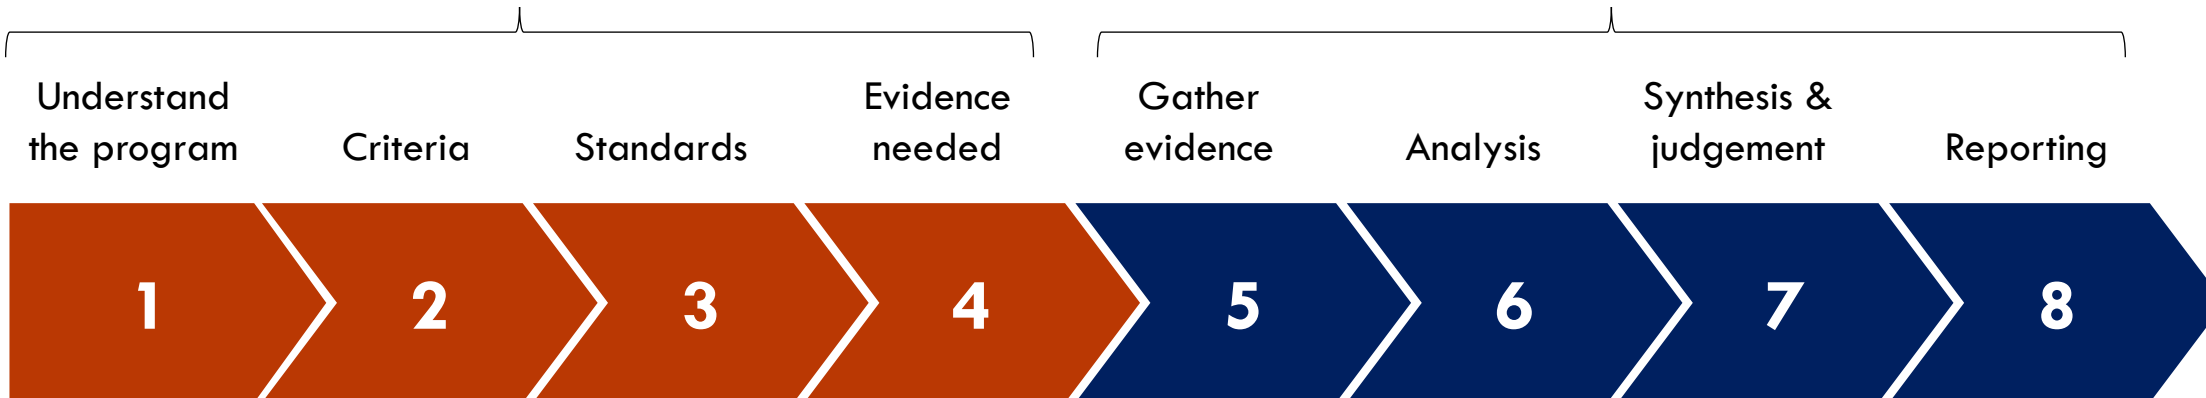 Understand
the program
Criteria
Standards
Evidence
needed
Gather
evidence
Analysis
Synthesis &
judgement
Reporting
1
2
3
4
5
6
7
8